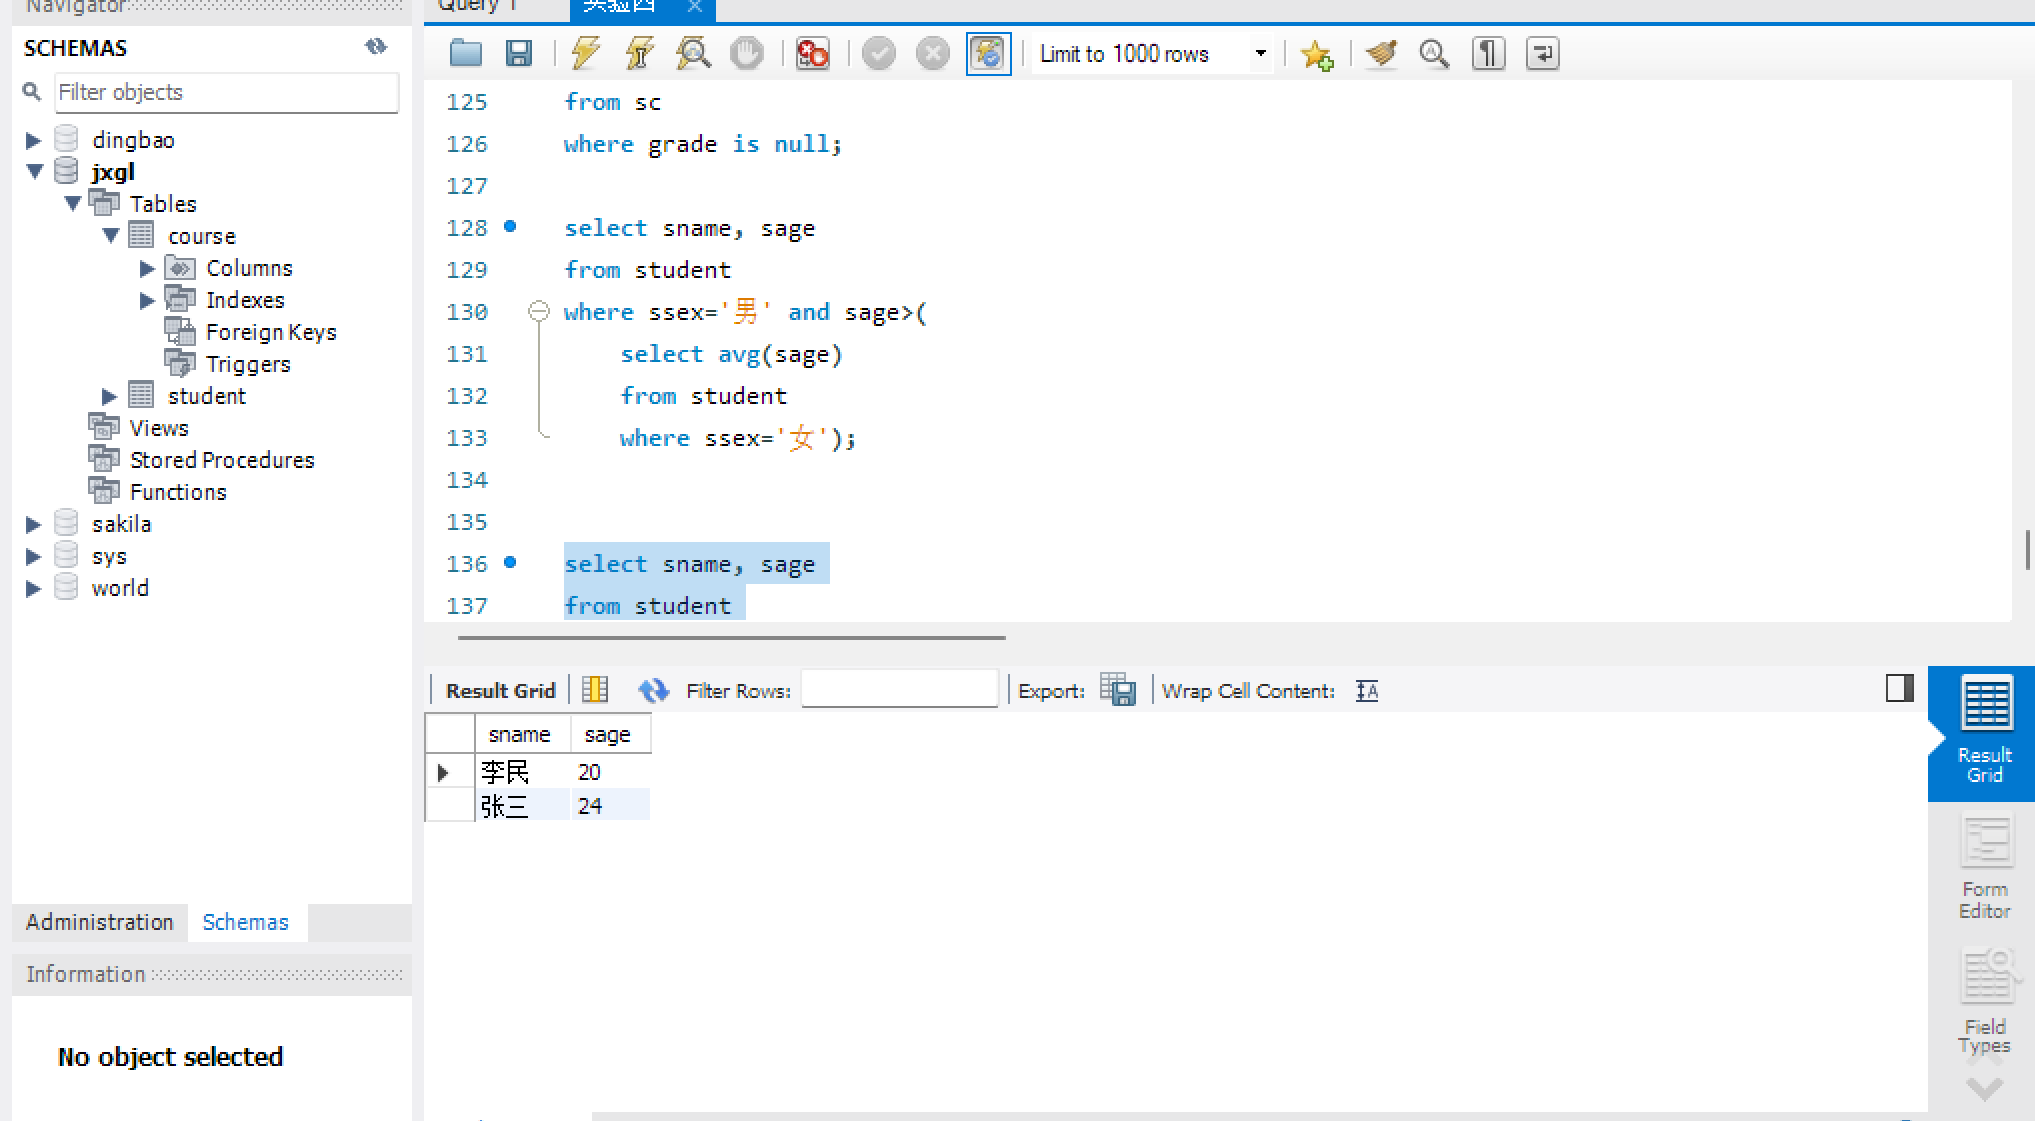 Navigator
SCHEMAS
Filter objects
dingbao
jxgl
Tables
course
Columns
Indexes
Foreign Keys
Triggers
student
Views
Stored Procedures
Functions
sakila
sys
world
Administration Schemas
Information
No object selected
Query 1 实验四
Limit to 1000 rows
125 from sc
126 where grade is null;
127
128 select sname, sage
129 from student
130 where ssex='男' and sage>(
131 select avg(sage)
132 from student
133 where ssex='女');
134
135
136 select sname, sage
137 from student
Result Grid Filter Rows: Export: Wrap Cell Content:
sname sage
李民 20
张三 24
Result
Grid
Form
Editor
Field
Types